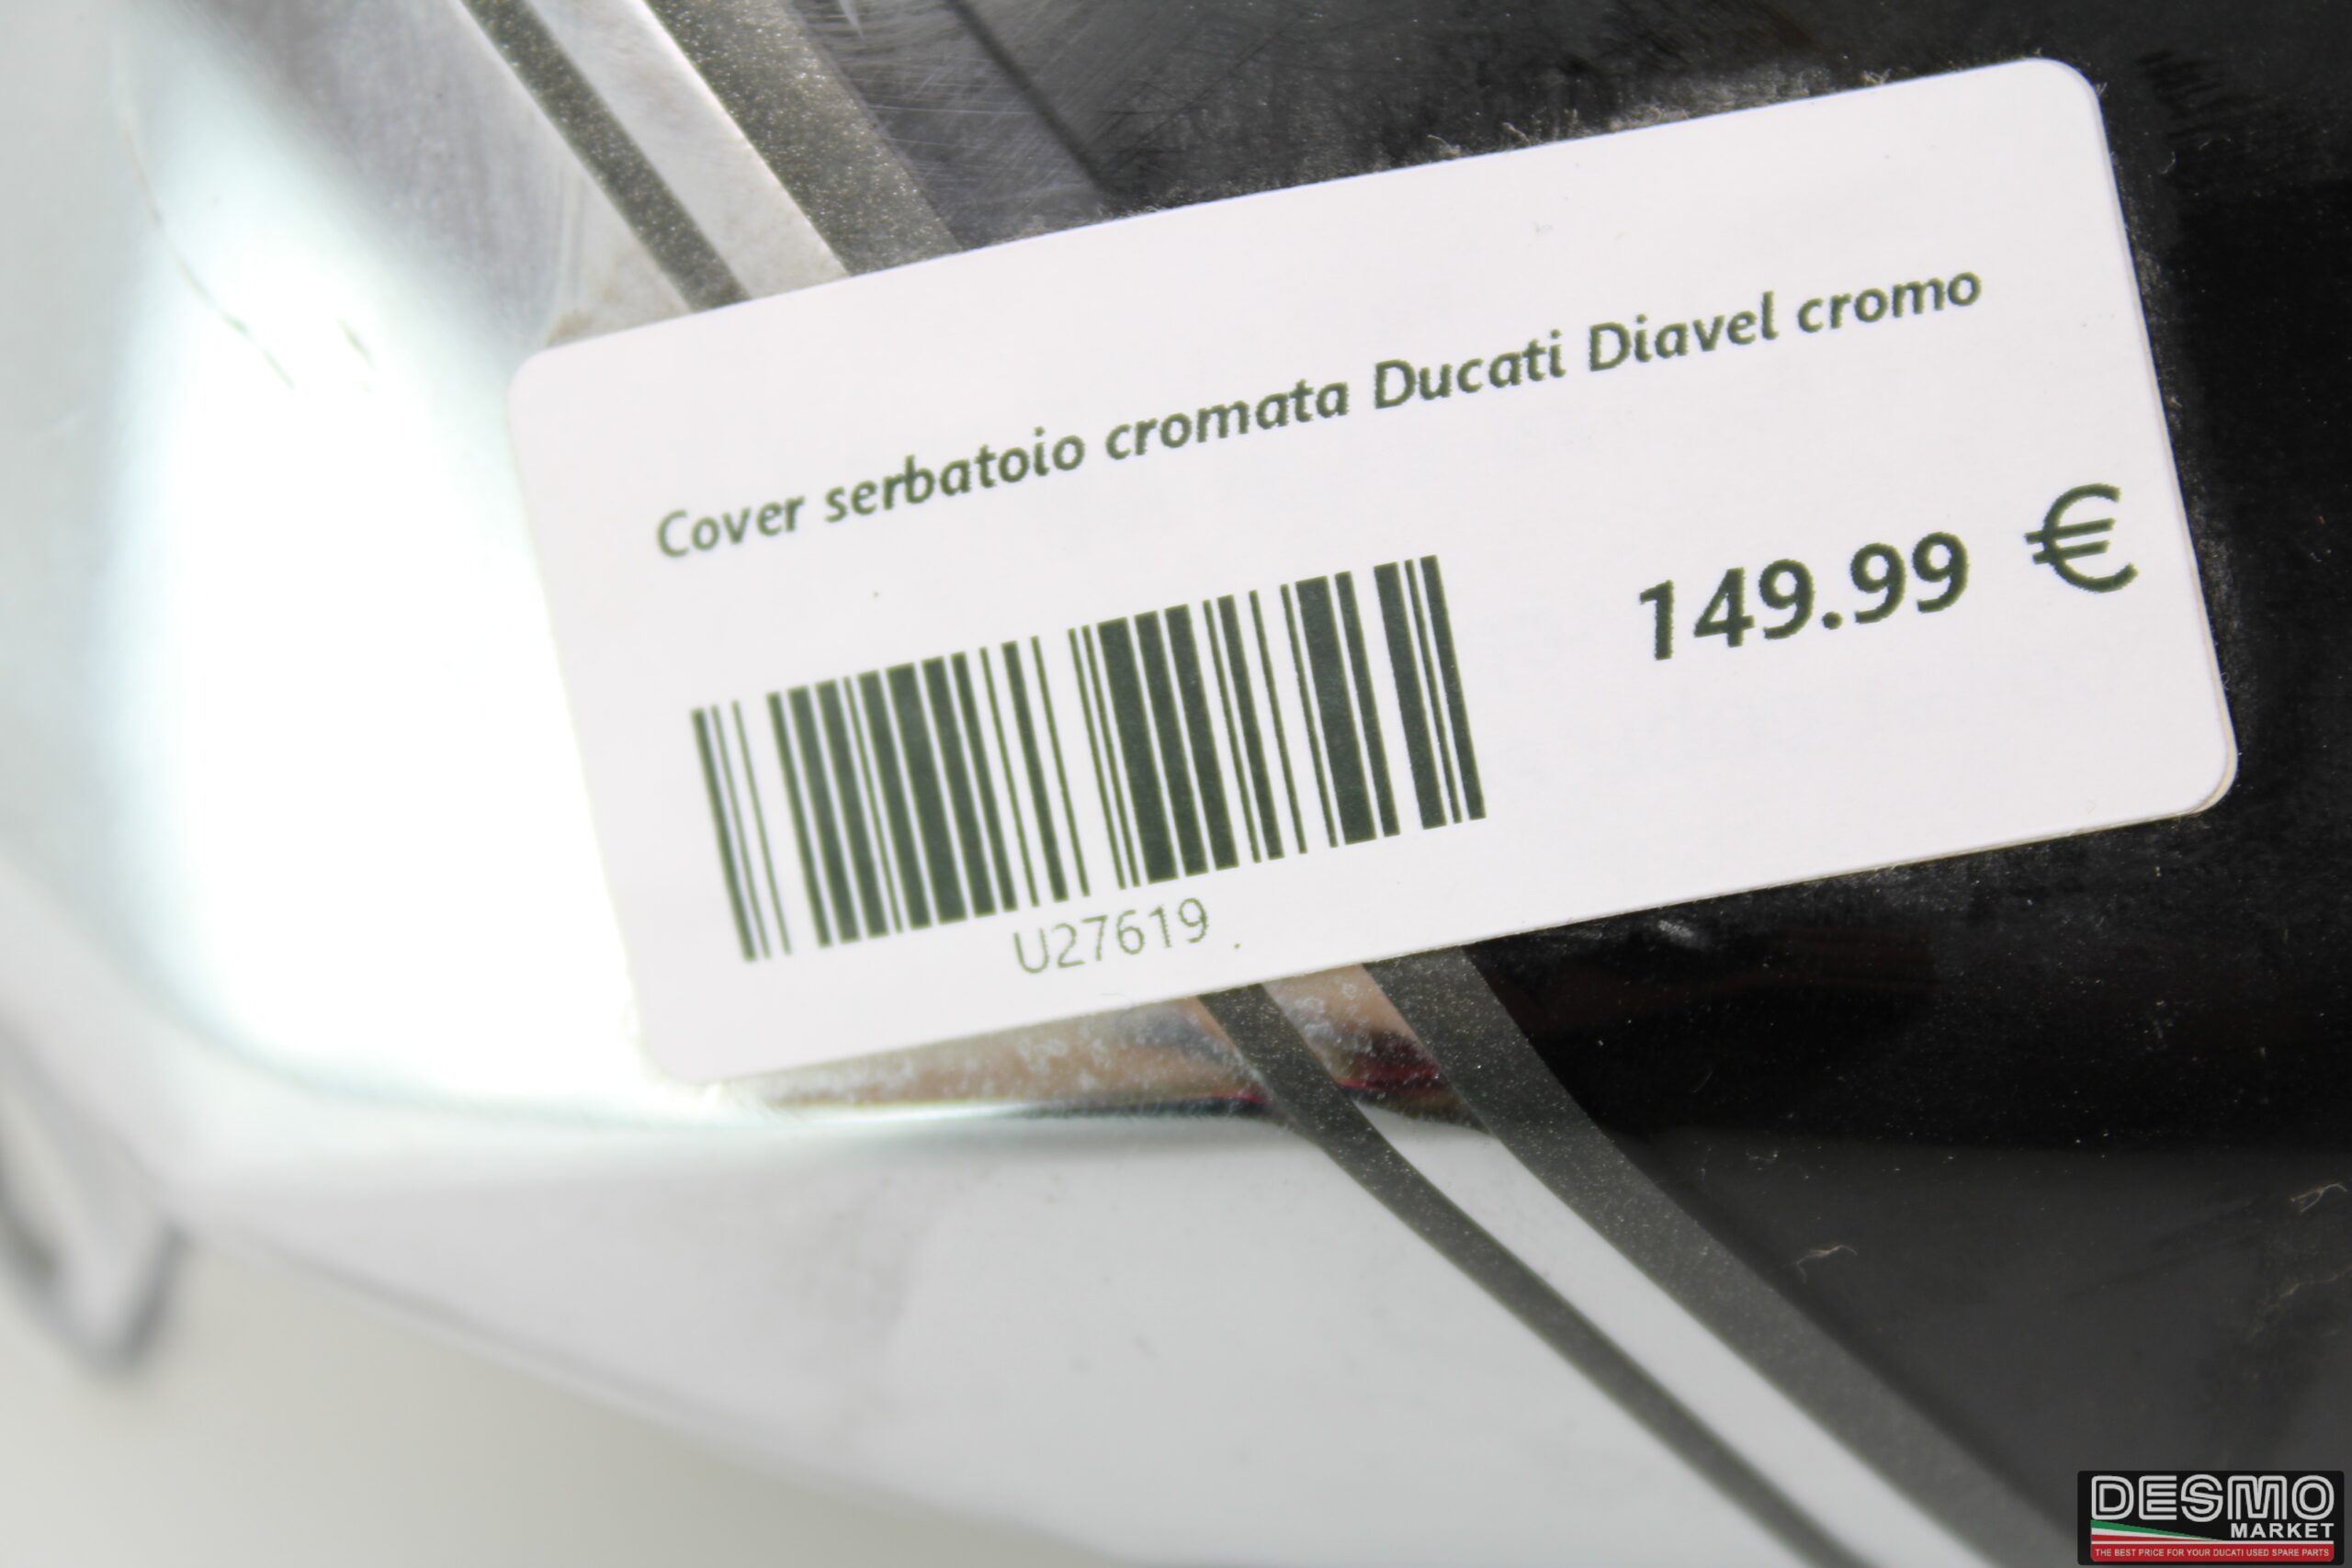 Cover serbatoio cromata Ducati Diavel cromo
149.99 €
U27619
DESMO
MARKET
THE BEST PRICE FOR YOUR DUCATI USED SPARE PARTS